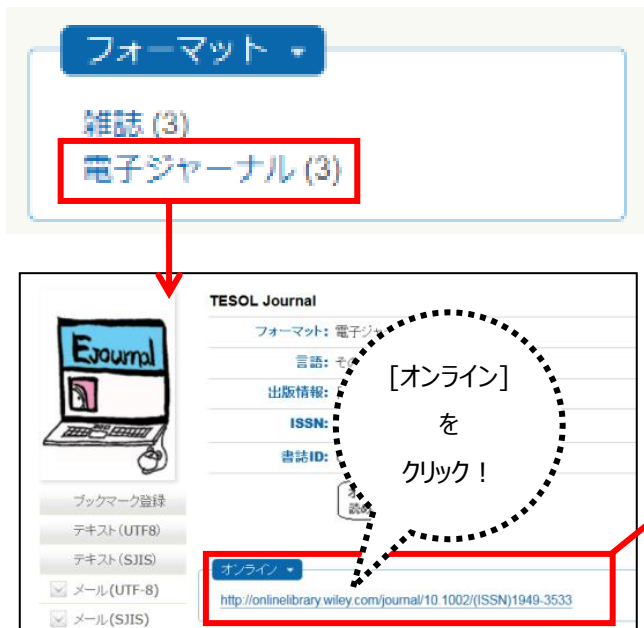 フォーマット
雑誌 (3)
電子ジャーナル (3)
TESOL Journal
EJournal
フォーマット: 電子ジャ
言語: その
出版情報:
ISSN:
書誌ID:
[オンライン]
を
クリック！
読め
ブックマーク登録
テキスト(UTF8)
テキスト(SJIS)
メール(UTF-8)
メール(SJIS)
オンライン
http://onlinelibrary.wiley.com/journal/10.1002/(ISSN)1949-3533